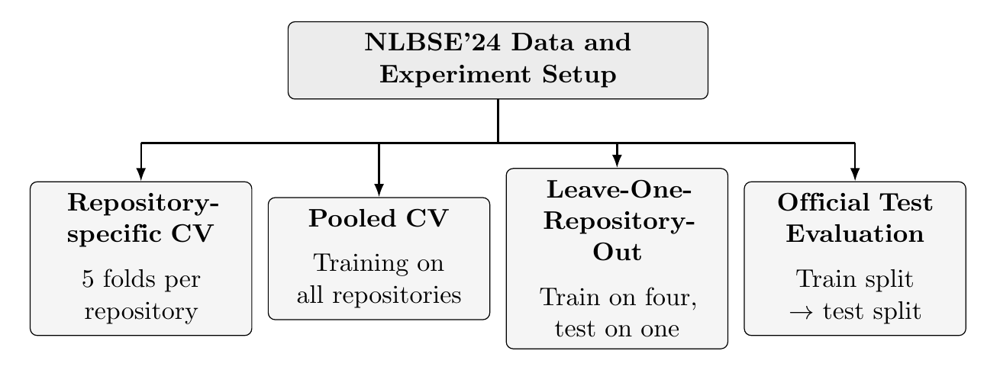 NLBSE'24 Data and
Experiment Setup
Repository-
specific CV
5 folds per
repository
Pooled CV
Training on
all repositories
Leave-One-
Repository-
Out
Train on four,
test on one
Official Test
Evaluation
Train split
→ test split